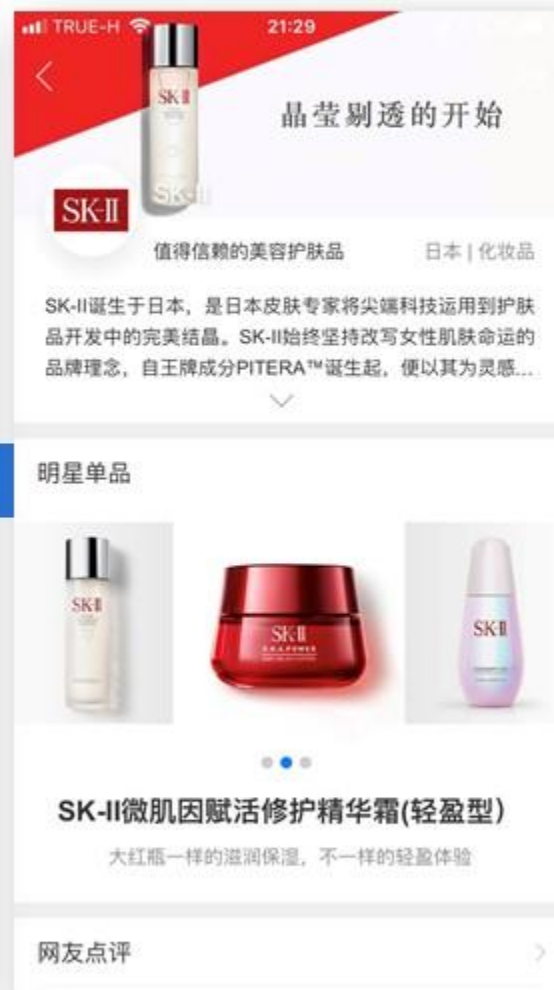 TRUE-H
21:29
SK-II
晶莹剔透的开始
SK-II
SK-II
值得信赖的美容护肤品
日本 | 化妆品
SK-II诞生于日本，是日本皮肤专家将尖端科技运用到护肤
品开发中的完美结晶。SK-II始终坚持改写女性肌肤命运的
品牌理念，自王牌成分PITERA™诞生起，便以其为灵感...
明星单品
SK-II
SK-II
R.N.A.POWER
SK-II
SK-II微肌因赋活修护精华霜(轻盈型）
大红瓶一样的滋润保湿，不一样的轻盈体验
网友点评